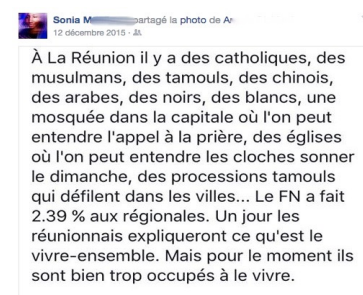 Sonia M partagé la photo de A
12 décembre 2015 ·
À La Réunion il y a des catholiques, des
musulmans, des tamouls, des chinois,
des arabes, des noirs, des blancs, une
mosquée dans la capitale où l'on peut
entendre l'appel à la prière, des églises
où l'on peut entendre les cloches sonner
le dimanche, des processions tamouls
qui défilent dans les villes... Le FN a fait
2.39 % aux régionales. Un jour les
réunionnais expliqueront ce qu'est le
vivre-ensemble. Mais pour le moment ils
sont bien trop occupés à le vivre.